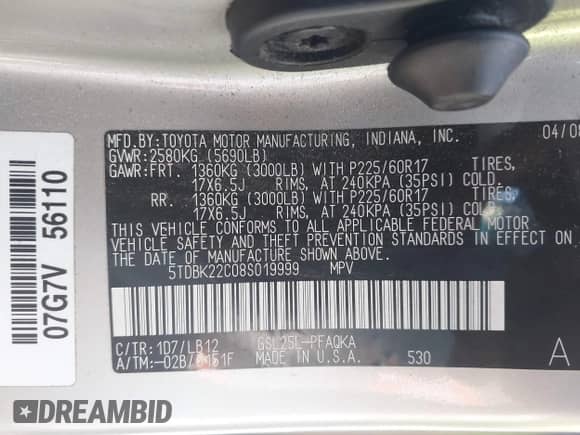 MFD.BY:TOYOTA MOTOR MANUFACTURING, INDIANA, INC. 04/08
GVWR:2580KG (5690LB)
GAWR:FRT. 1360KG (3000LB) WITH P225/60R17 TIRES,
17X6.5J RIMS, AT 240KPA (35PSI) COLD.
RR. 1360KG (3000LB) WITH P225/60R17 TIRES,
17X6.5J RIMS, AT 240KPA (35PSI) COLD.
THIS VEHICLE CONFORMS TO ALL APPLICABLE FEDERAL MOTOR
VEHICLE SAFETY AND THEFT PREVENTION STANDARDS IN EFFECT ON
THE DATE OF MANUFACTURE SHOWN ABOVE.
5TDBK22C08S019999 MPV
C/TR:1D7/LB12 GSL25L-PFAQKA A
A/TM:-02B/ MADE IN U.S.A. 530
07G7V 56110
DREAMBID